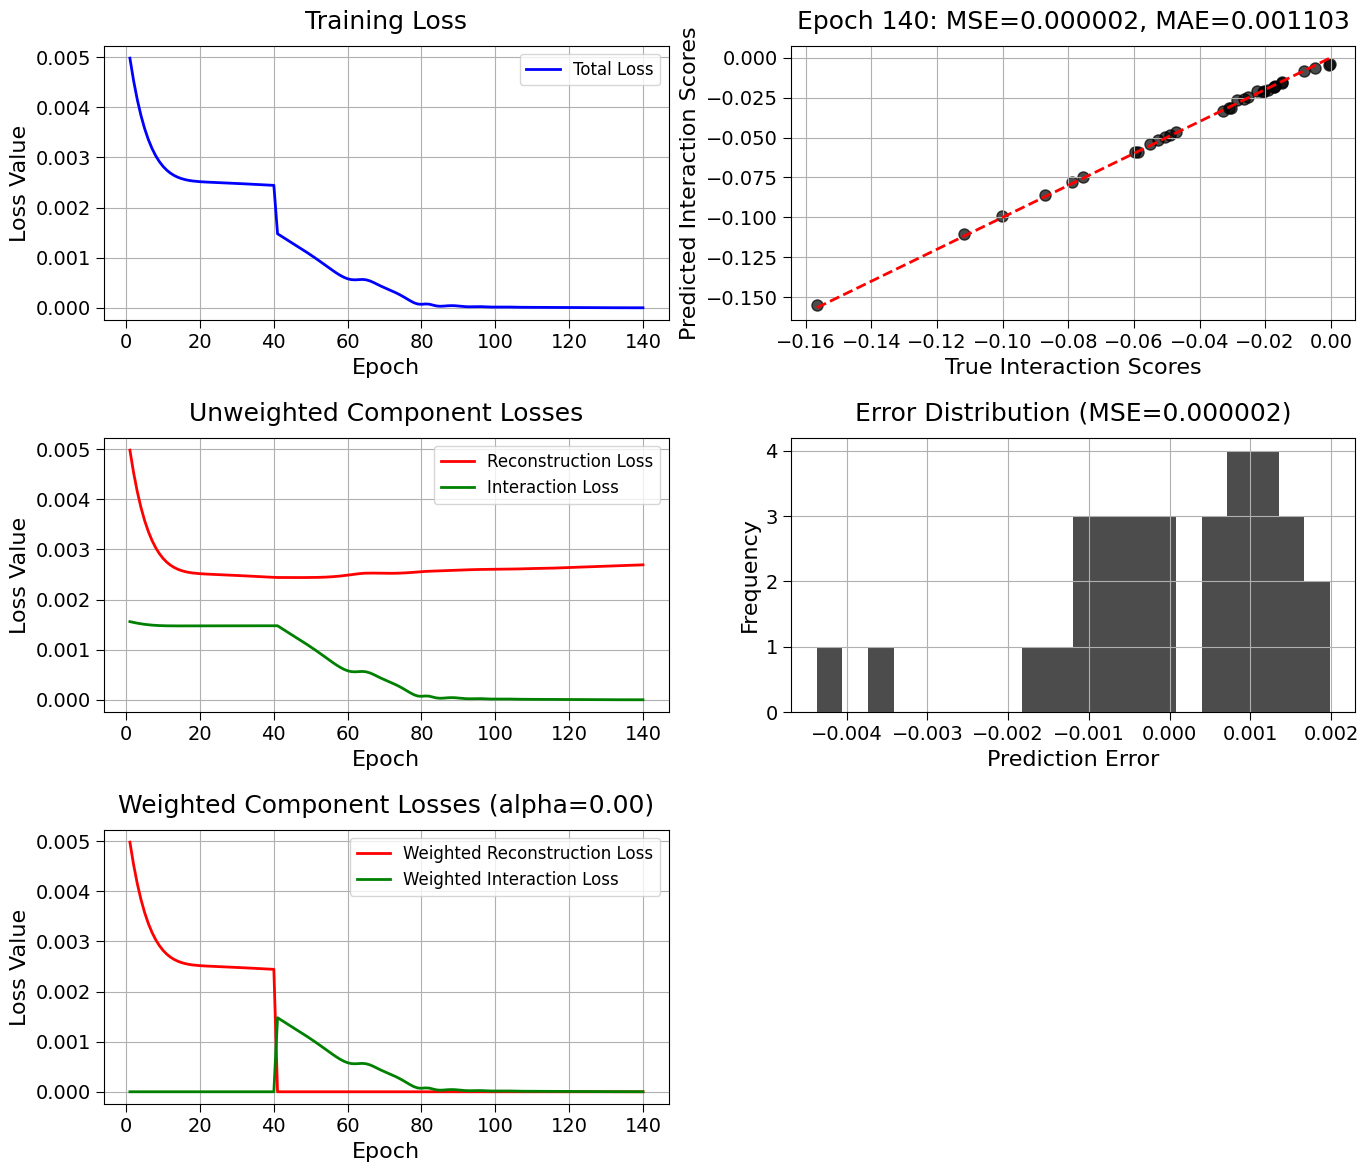 Training Loss
Total Loss
0.005
0.004
0.003
0.002
0.001
0.000
Loss Value
0 20 40 60 80 100 120 140
Epoch
Epoch 140: MSE=0.000002, MAE=0.001103
0.000
−0.025
−0.050
−0.075
−0.100
−0.125
−0.150
Predicted Interaction Scores
−0.16 −0.14 −0.12 −0.10 −0.08 −0.06 −0.04 −0.02 0.00
True Interaction Scores
Unweighted Component Losses
Reconstruction Loss
Interaction Loss
0.005
0.004
0.003
0.002
0.001
0.000
Loss Value
0 20 40 60 80 100 120 140
Epoch
Error Distribution (MSE=0.000002)
4
3
2
1
0
Frequency
−0.004 −0.003 −0.002 −0.001 0.000 0.001 0.002
Prediction Error
Weighted Component Losses (alpha=0.00)
Weighted Reconstruction Loss
Weighted Interaction Loss
0.005
0.004
0.003
0.002
0.001
0.000
Loss Value
0 20 40 60 80 100 120 140
Epoch